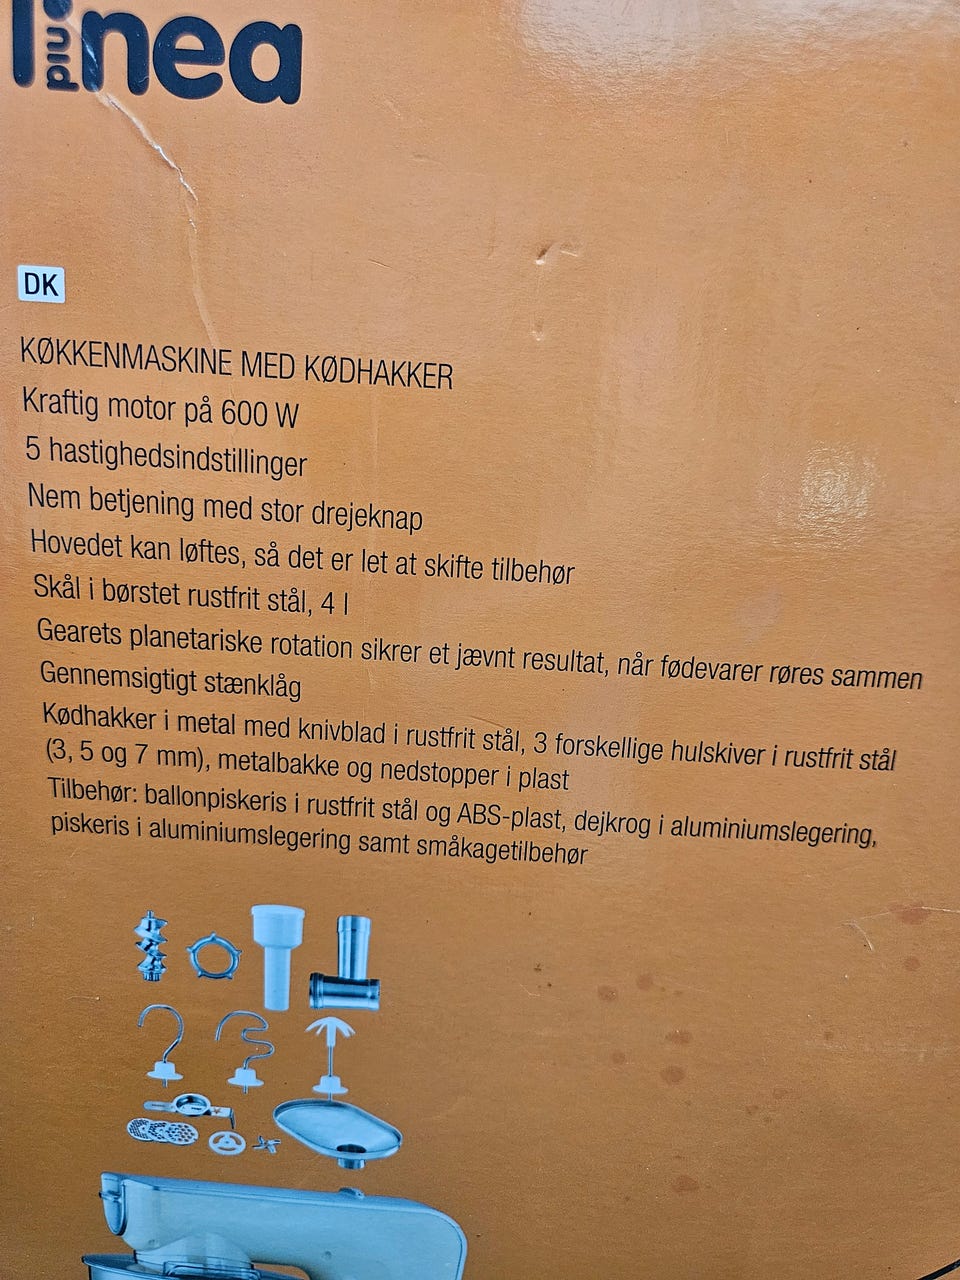 piu
linea
DK
KØKKENMASKINE MED KØDHAKKER
Kraftig motor på 600 W
5 hastighedsindstillinger
Nem betjening med stor drejeknap
Hovedet kan løftes, så det er let at skifte tilbehør
Skål i børstet rustfrit stål, 4 l
Gearets planetariske rotation sikrer et jævnt resultat, når fødevarer røres sammen
Gennemsigtigt stænklåg
Kødhakker i metal med knivblad i rustfrit stål, 3 forskellige hulskiver i rustfrit stål
(3, 5 og 7 mm), metalbakke og nedstopper i plast
Tilbehør: ballonpiskeris i rustfrit stål og ABS-plast, dejkrog i aluminiumslegering,
piskeris i aluminiumslegering samt småkagetilbehør